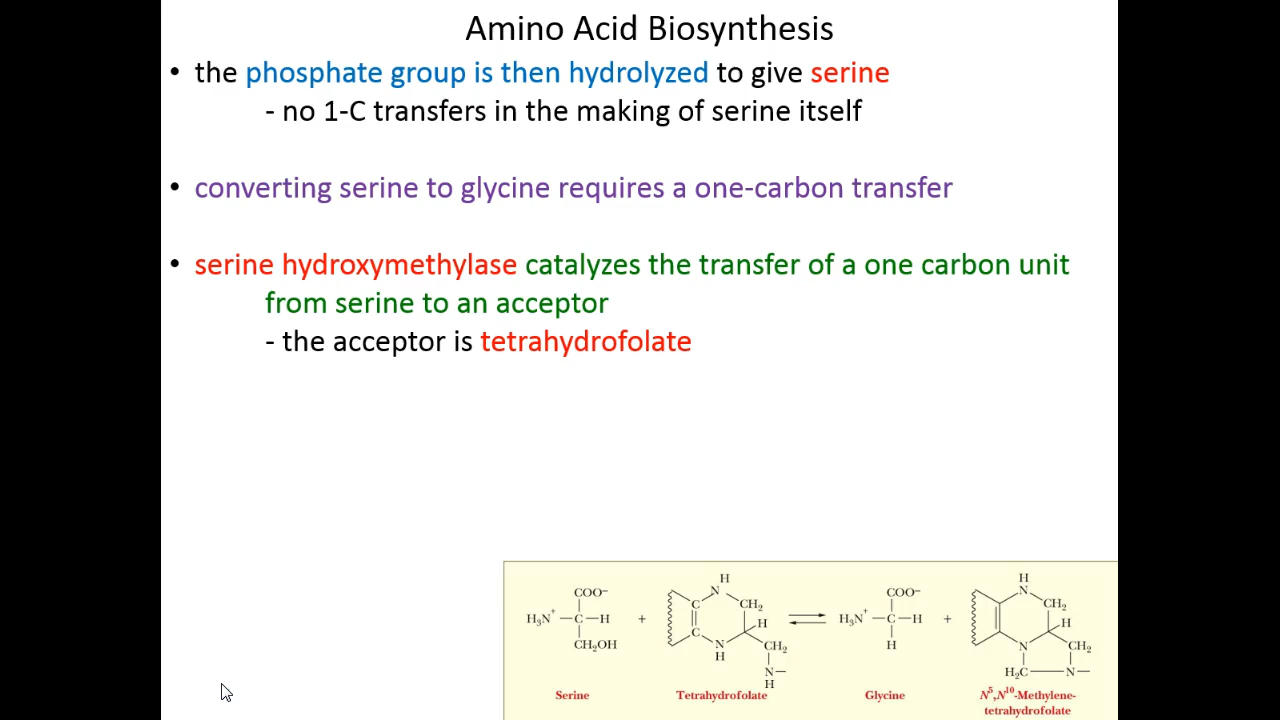 Amino Acid Biosynthesis
• the phosphate group is then hydrolyzed to give serine
- no 1-C transfers in the making of serine itself
• converting serine to glycine requires a one-carbon transfer
• serine hydroxymethylase catalyzes the transfer of a one carbon unit
from serine to an acceptor
- the acceptor is tetrahydrofolate
COO⁻
H₃N⁺—C—H
CH₂OH
Serine
+
H
N
C
CH₂
H
C
N
H
CH₂
N—
H
Tetrahydrofolate
⇌
COO⁻
H₃N⁺—C—H
H
Glycine
+
H
N
CH₂
H
N
CH₂
H₂C—N—
N⁵,N¹⁰-Methylene-
tetrahydrofolate